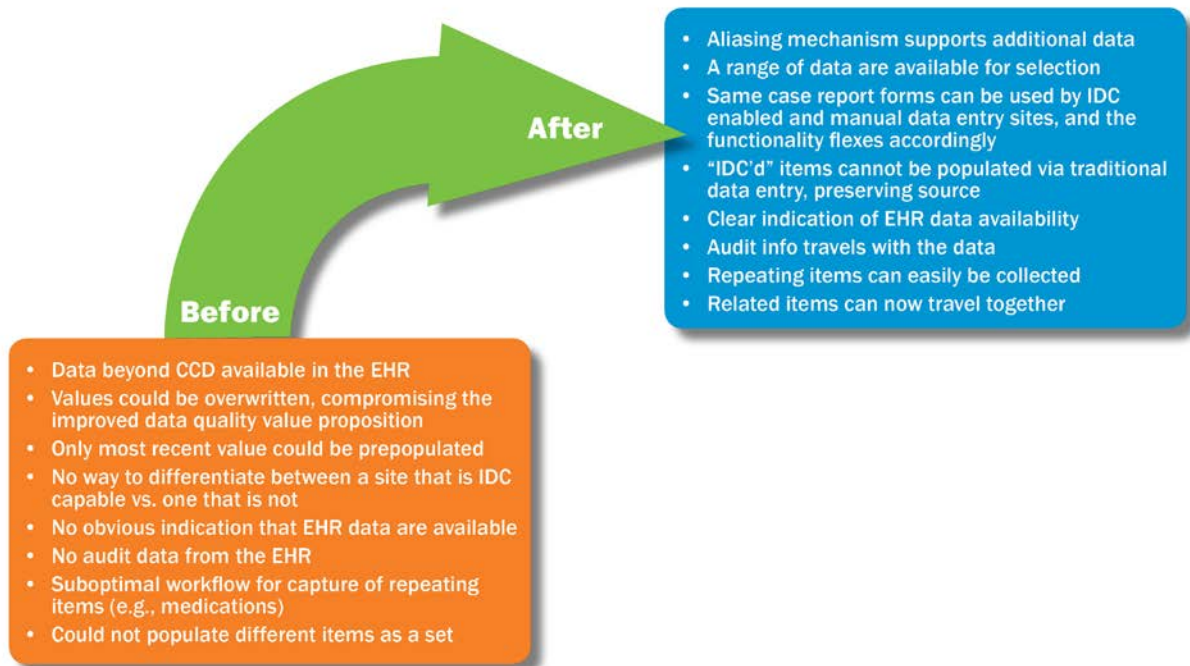 After
• Aliasing mechanism supports additional data
• A range of data are available for selection
• Same case report forms can be used by IDC
enabled and manual data entry sites, and the
functionality flexes accordingly
• “IDC’d” items cannot be populated via traditional
data entry, preserving source
• Clear indication of EHR data availability
• Audit info travels with the data
• Repeating items can easily be collected
• Related items can now travel together
Before
• Data beyond CCD available in the EHR
• Values could be overwritten, compromising the
improved data quality value proposition
• Only most recent value could be prepopulated
• No way to differentiate between a site that is IDC
capable vs. one that is not
• No obvious indication that EHR data are available
• No audit data from the EHR
• Suboptimal workflow for capture of repeating
items (e.g., medications)
• Could not populate different items as a set